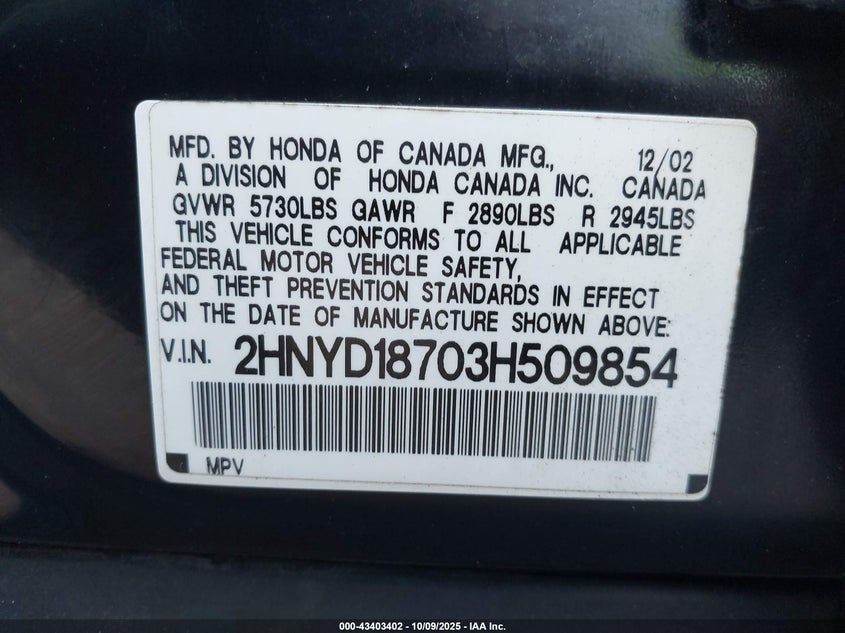 MFD. BY HONDA OF CANADA MFG., 12/02
A DIVISION OF HONDA CANADA INC. CANADA
GVWR 5730LBS GAWR F 2890LBS R 2945LBS
THIS VEHICLE CONFORMS TO ALL APPLICABLE
FEDERAL MOTOR VEHICLE SAFETY,
AND THEFT PREVENTION STANDARDS IN EFFECT
ON THE DATE OF MANUFACTURE SHOWN ABOVE:
V.I.N. 2HNYD18703H509854
MPV
000-43403402 - 10/09/2025 - IAA Inc.